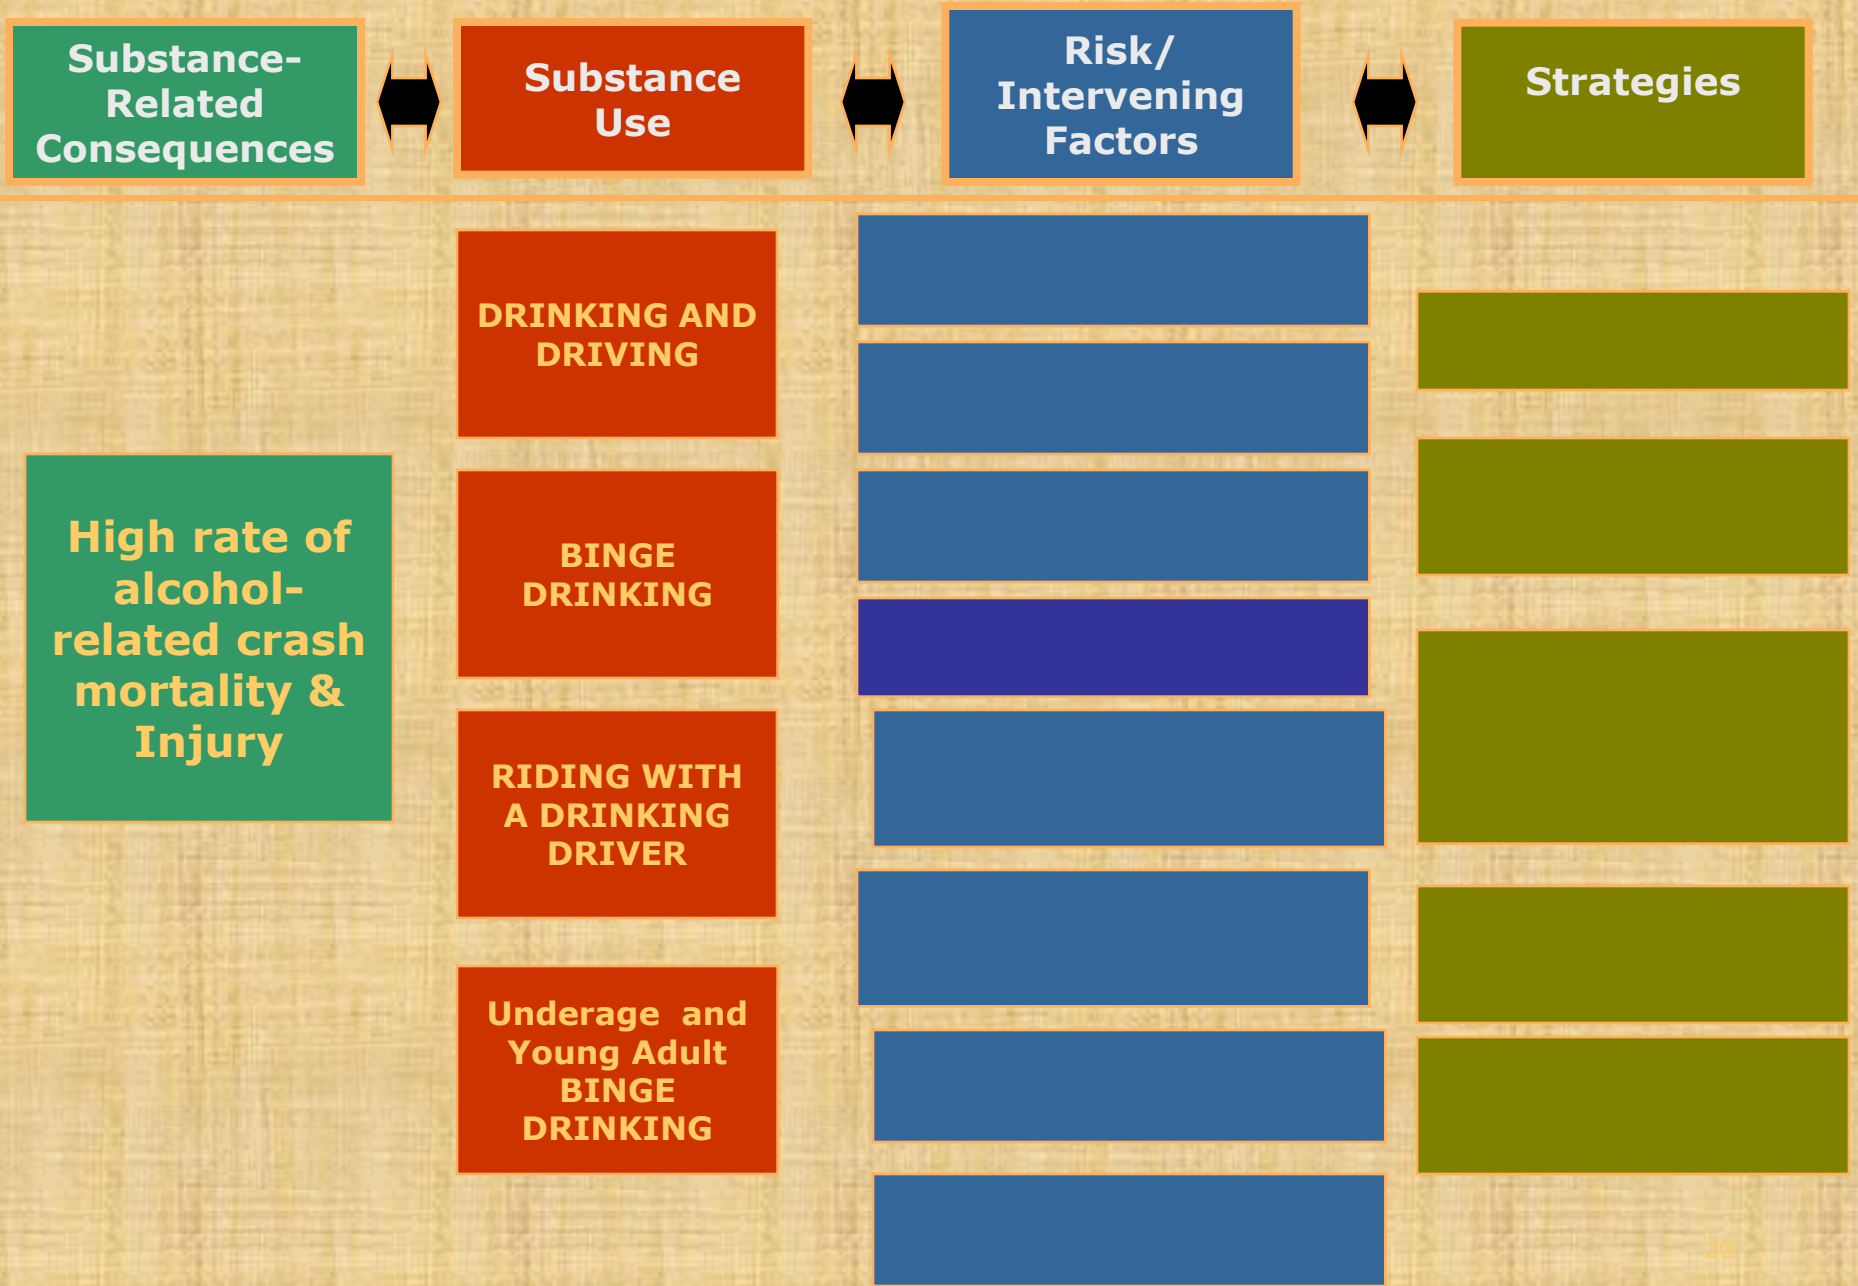 Substance-
Related
Consequences
Substance
Use
Risk/
Intervening
Factors
Strategies
DRINKING AND
DRIVING
High rate of
alcohol-
related crash
mortality &
Injury
BINGE
DRINKING
RIDING WITH
A DRINKING
DRIVER
Underage and
Young Adult
BINGE
DRINKING
20